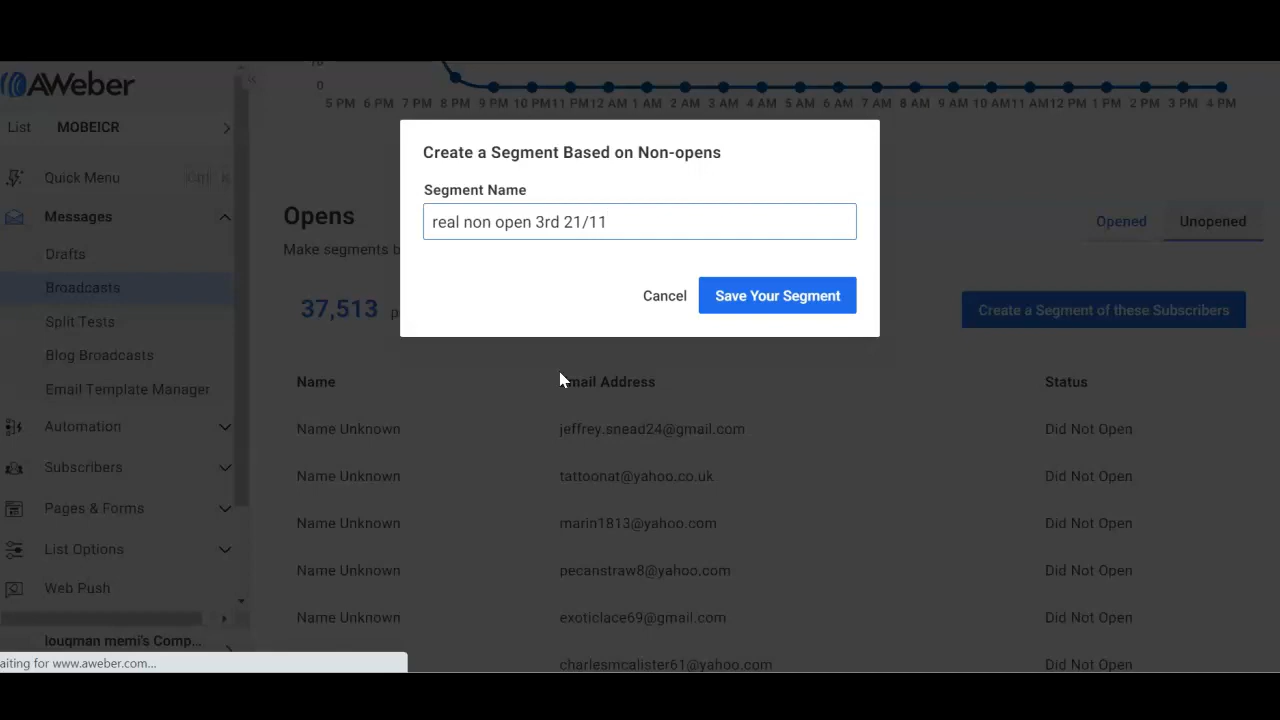 AWeber
List MOBEICR
Quick Menu Ctrl K
Messages
Drafts
Broadcasts
Split Tests
Blog Broadcasts
Email Template Manager
Automation
Subscribers
Pages & Forms
List Options
Web Push
louqman memi's Comp...
aiting for www.aweber.com...
0
5 PM 6 PM 7 PM 8 PM 9 PM 10 PM 11 PM 12 AM 1 AM 2 AM 3 AM 4 AM 5 AM 6 AM 7 AM 8 AM 9 AM 10 AM 11 AM 12 PM 1 PM 2 PM 3 PM 4 PM
Create a Segment Based on Non-opens
Segment Name
real non open 3rd 21/11
Cancel Save Your Segment
Opens
Opened Unopened
Make segments b
37,513 p
Create a Segment of these Subscribers
Name Email Address Status
Name Unknown jeffrey.snead24@gmail.com Did Not Open
Name Unknown tattoonat@yahoo.co.uk Did Not Open
Name Unknown marin1813@yahoo.com Did Not Open
Name Unknown pecanstraw8@yahoo.com Did Not Open
Name Unknown exoticlace69@gmail.com Did Not Open
Name Unknown charlesmcalister61@yahoo.com Did Not Open